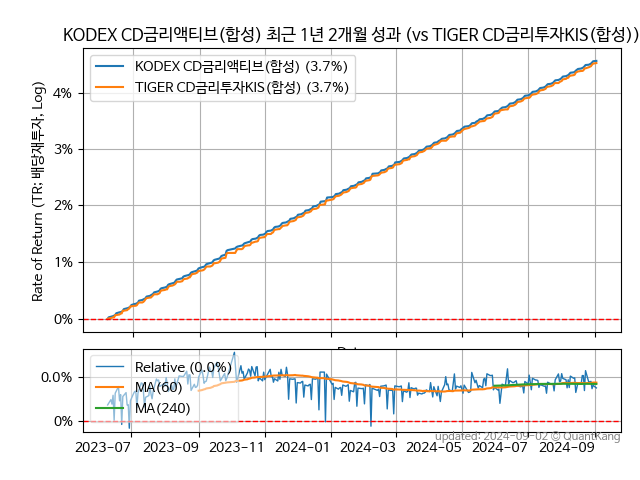 KODEX CD금리액티브(합성) 최근 1년 2개월 성과 (vs TIGER CD금리투자KIS(합성))
KODEX CD금리액티브(합성) (3.7%)
TIGER CD금리투자KIS(합성) (3.7%)
Rate of Return (TR; 배당재투자, Log)
4%
3%
2%
1%
0%
Relative (0.0%)
MA(60)
MA(240)
0.0%
0%
2023-07 2023-09 2023-11 2024-01 2024-03 2024-05 2024-07 2024-09
updated: 2024-09-02 © QuantKang